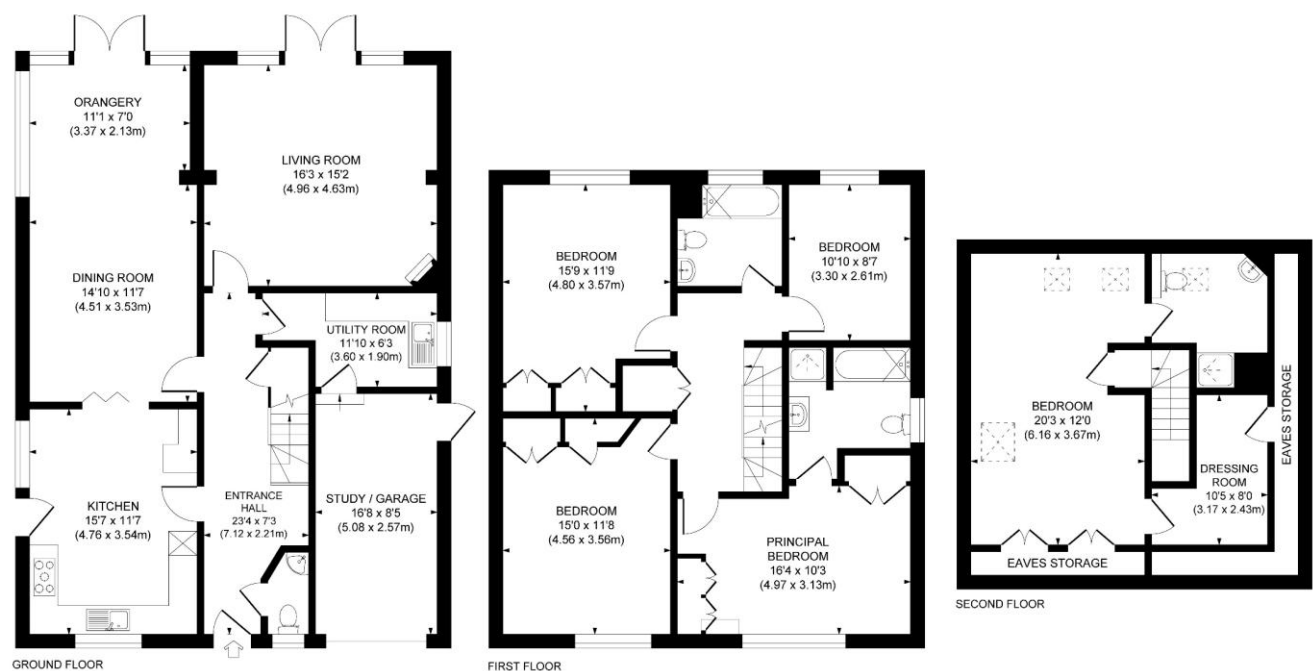 ORANGERY
11'1 x 7'0
(3.37 x 2.13m)
LIVING ROOM
16'3 x 15'2
(4.96 x 4.63m)
DINING ROOM
14'10 x 11'7
(4.51 x 3.53m)
UTILITY ROOM
11'10 x 6'3
(3.60 x 1.90m)
KITCHEN
15'7 x 11'7
(4.76 x 3.54m)
ENTRANCE
HALL
23'4 x 7'3
(7.12 x 2.21m)
STUDY / GARAGE
16'8 x 8'5
(5.08 x 2.57m)
GROUND FLOOR
BEDROOM
15'9 x 11'9
(4.80 x 3.57m)
BEDROOM
10'10 x 8'7
(3.30 x 2.61m)
BEDROOM
15'0 x 11'8
(4.56 x 3.56m)
PRINCIPAL
BEDROOM
16'4 x 10'3
(4.97 x 3.13m)
FIRST FLOOR
BEDROOM
20'3 x 12'0
(6.16 x 3.67m)
DRESSING
ROOM
10'5 x 8'0
(3.17 x 2.43m)
EAVES STORAGE
EAVES STORAGE
SECOND FLOOR